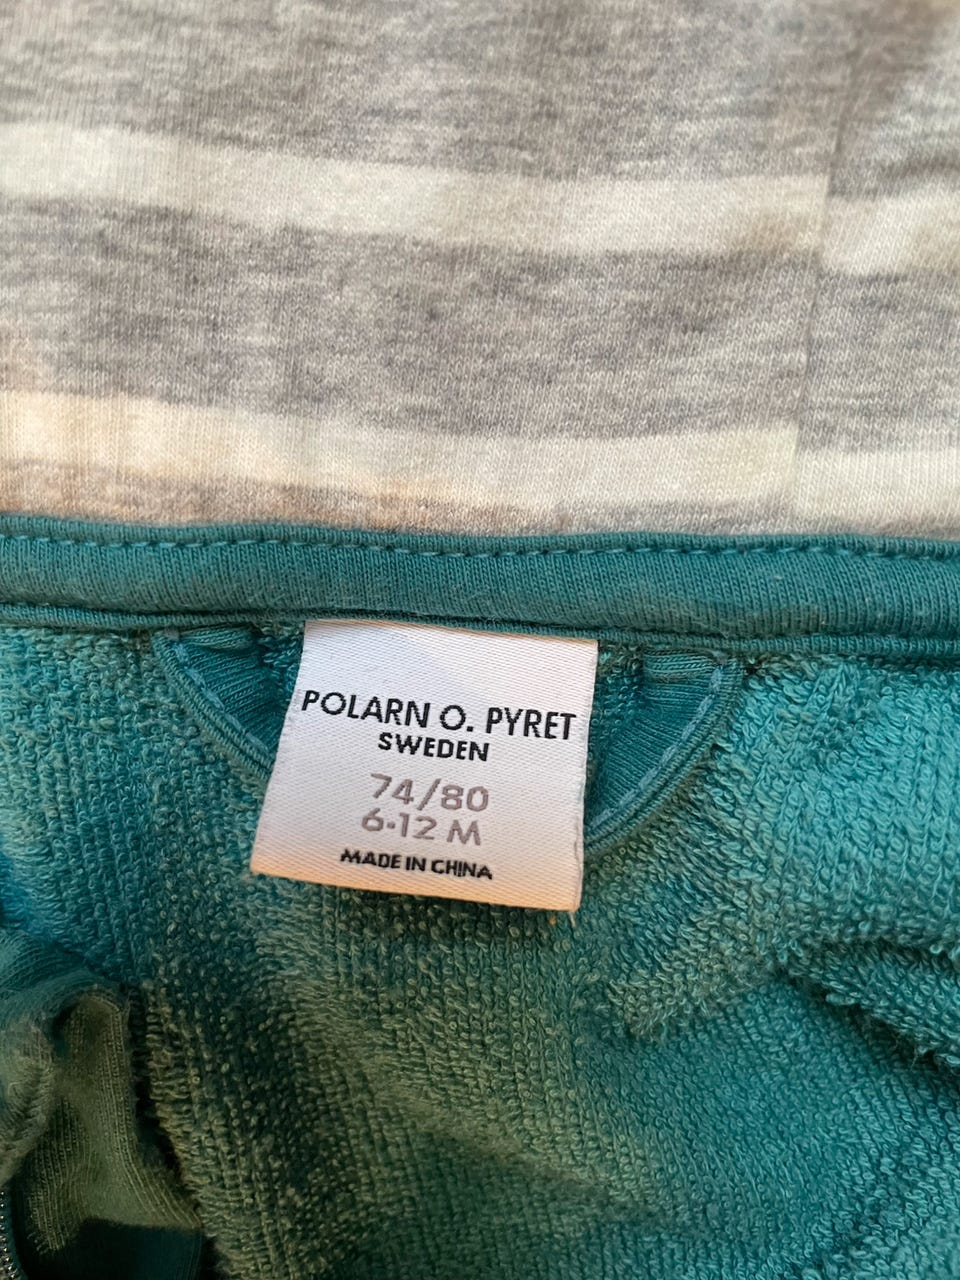 POLARN O. PYRET
SWEDEN
74/80
6-12 M
MADE IN CHINA